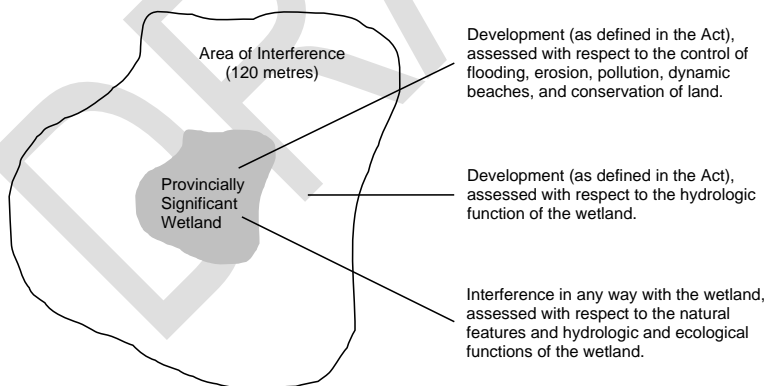 Area of Interference
(120 metres)
Provincially
Significant
Wetland
Development (as defined in the Act),
assessed with respect to the control of
flooding, erosion, pollution, dynamic
beaches, and conservation of land.
Development (as defined in the Act),
assessed with respect to the hydrologic
function of the wetland.
Interference in any way with the wetland,
assessed with respect to the natural
features and hydrologic and ecological
functions of the wetland.